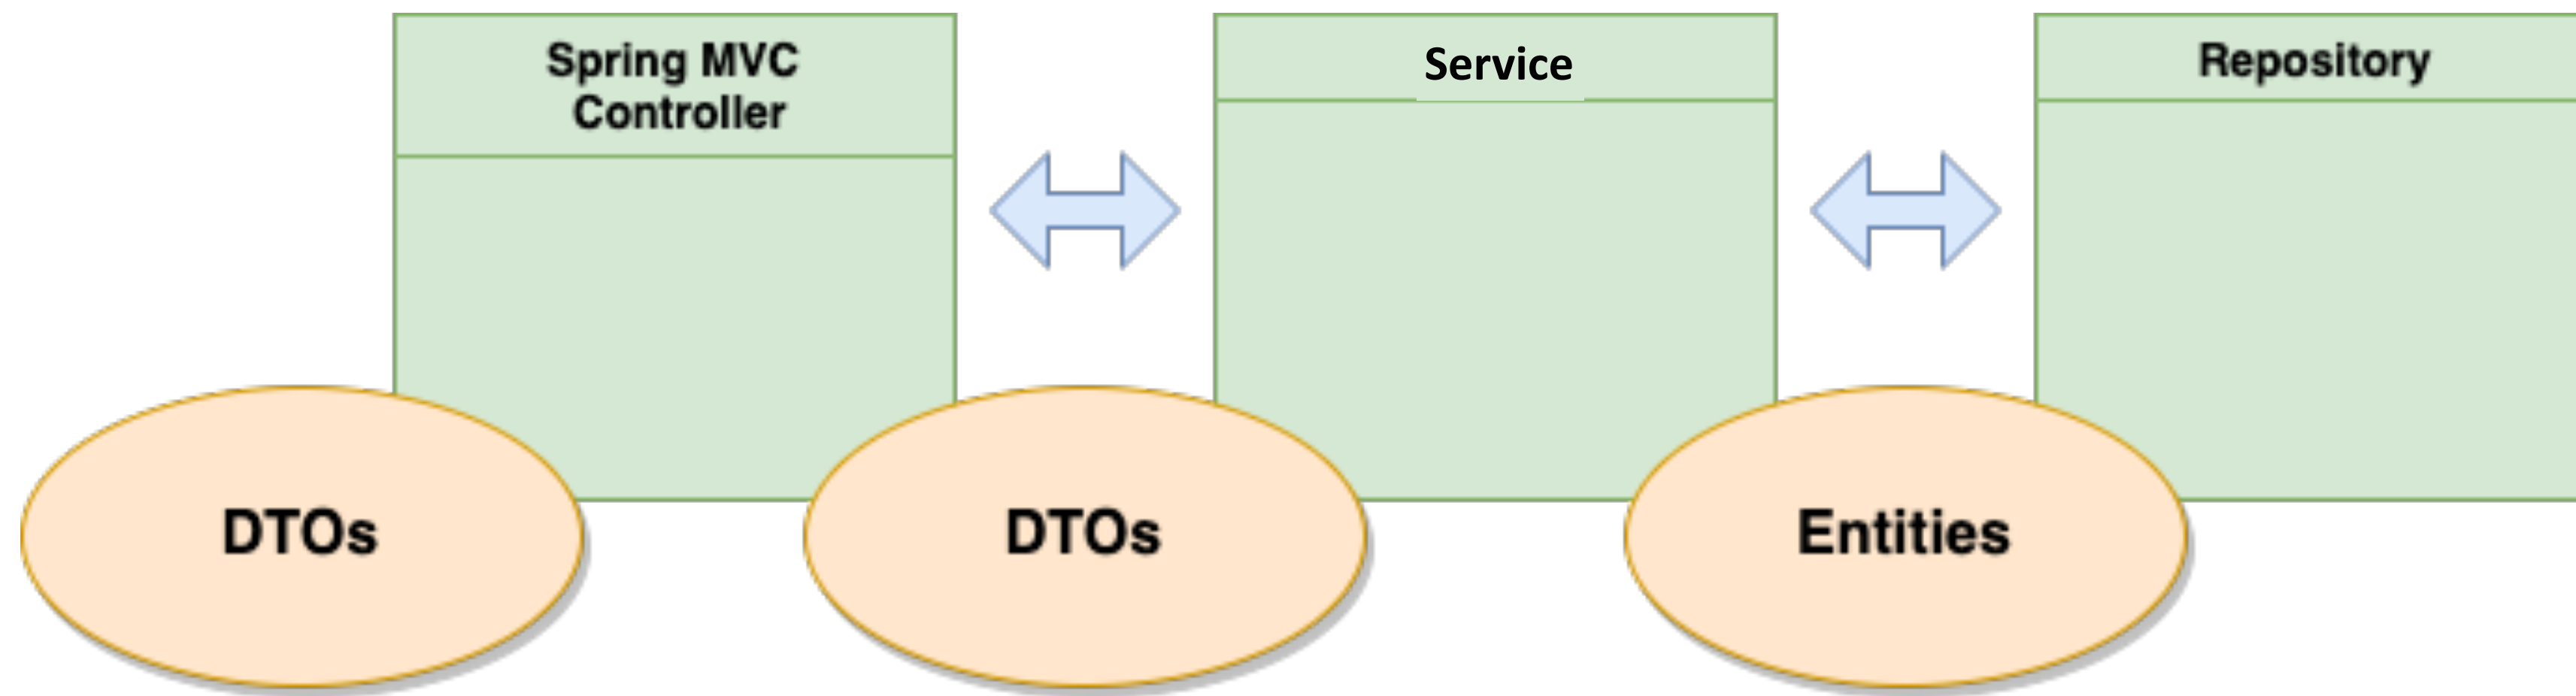 Spring MVC
Controller
Service
Repository
DTOs
DTOs
Entities